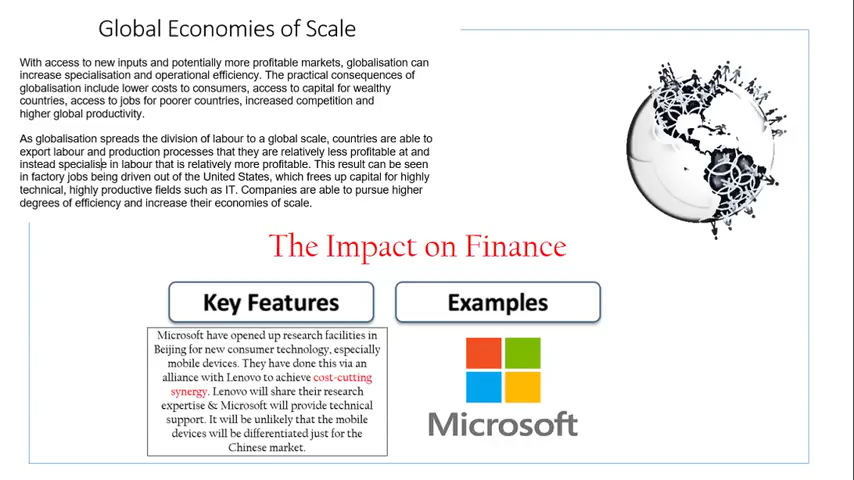 Global Economies of Scale
With access to new inputs and potentially more profitable markets, globalisation can
increase specialisation and operational efficiency. The practical consequences of
globalisation include lower costs to consumers, access to capital for wealthy
countries, access to jobs for poorer countries, increased competition and
higher global productivity.
As globalisation spreads the division of labour to a global scale, countries are able to
export labour and production processes that they are relatively less profitable at and
instead specialise in labour that is relatively more profitable. This result can be seen
in factory jobs being driven out of the United States, which frees up capital for highly
technical, highly productive fields such as IT. Companies are able to pursue higher
degrees of efficiency and increase their economies of scale.
The Impact on Finance
Key Features
Examples
Microsoft have opened up research facilities in
Beijing for new consumer technology, especially
mobile devices. They have done this via an
alliance with Lenovo to achieve cost-cutting
synergy. Lenovo will share their research
expertise & Microsoft will provide technical
support. It will be unlikely that the mobile
devices will be differentiated just for the
Chinese market.
Microsoft